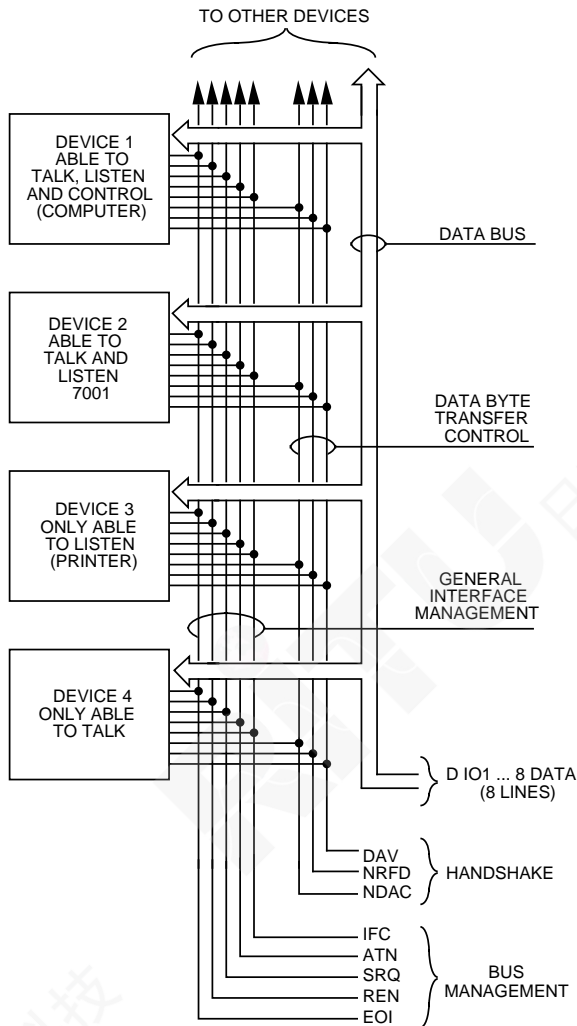 TO OTHER DEVICES
DEVICE 1
ABLE TO
TALK, LISTEN
AND CONTROL
(COMPUTER)
DATA BUS
DEVICE 2
ABLE TO
TALK AND
LISTEN
7001
DATA BYTE
TRANSFER
CONTROL
DEVICE 3
ONLY ABLE
TO LISTEN
(PRINTER)
GENERAL
INTERFACE
MANAGEMENT
DEVICE 4
ONLY ABLE
TO TALK
D IO1 ... 8 DATA
(8 LINES)
DAV
NRFD
NDAC
HANDSHAKE
IFC
ATN
SRQ
REN
EOI
BUS
MANAGEMENT
科技